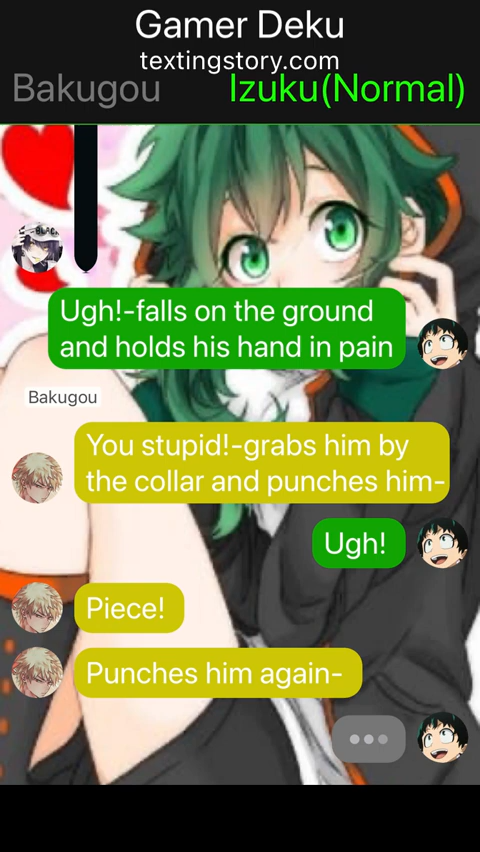 Gamer Deku
textingstory.com
Bakugou
Izuku(Normal)
BLACK
Ugh!-falls on the ground
and holds his hand in pain
Bakugou
You stupid!-grabs him by
the collar and punches him-
Ugh!
Piece!
Punches him again-